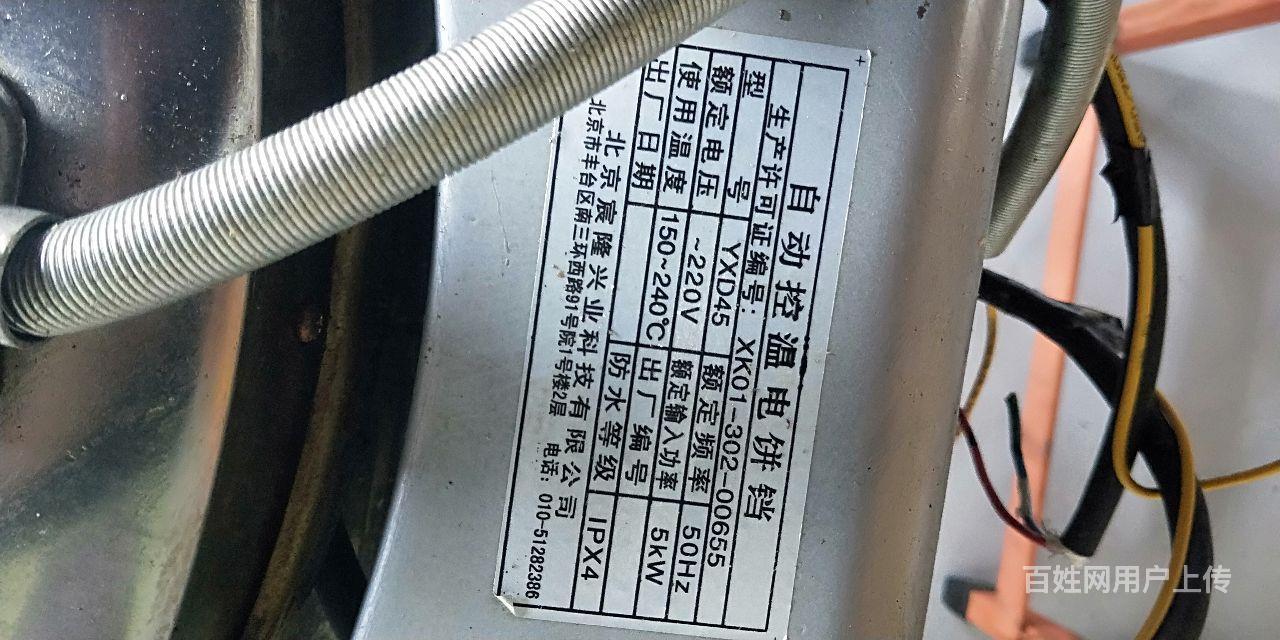 自动控温电饼铛
生产许可证编号：XK01-302-00655
型号 YXD45 额定频率 50Hz
额定电压 ~220V 额定输入功率 5kW
使用温度 150~240℃ 出厂编号
出厂日期 防水等级 IPX4
北京宸隆兴业科技有限公司
北京市丰台区南三环西路91号院1号楼2层 电话：010-51282386
百姓网用户上传